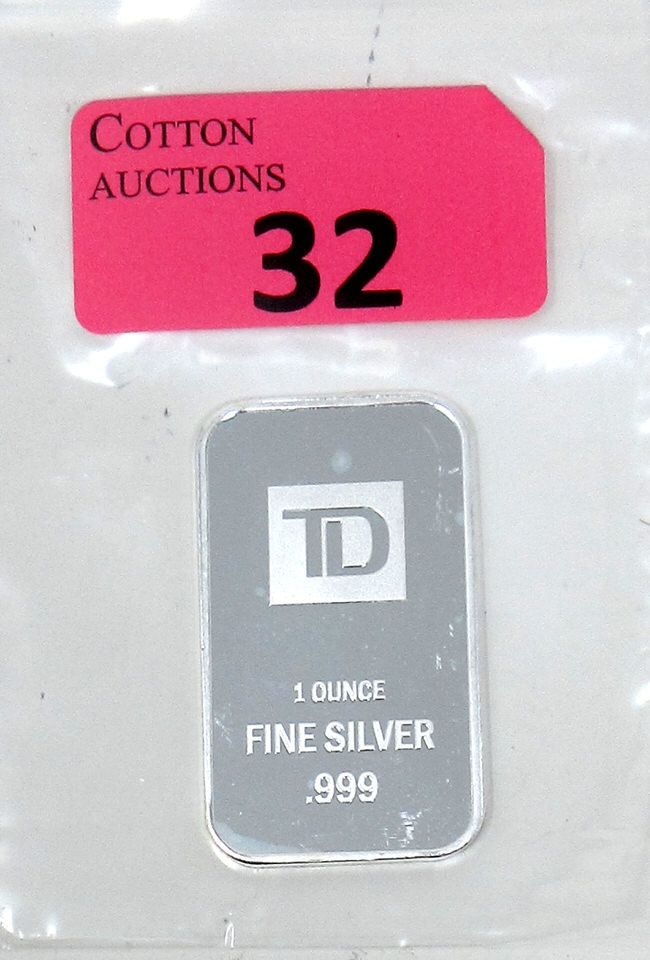 COTTON
AUCTIONS
32
TD
1 OUNCE
FINE SILVER
.999